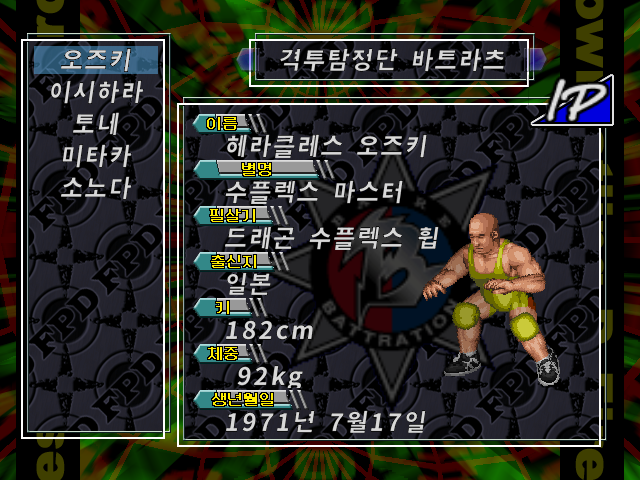 오즈키
이시하라
토네
미타카
소노다
격투탐정단 바트라츠
1P
이름
헤라클레스 오즈키
별명
수플렉스 마스터
필살기
드래곤 수플렉스 휩
출신지
일본
키
182cm
체중
92kg
생년월일
1971년 7월17일
FBD
BATTRATION